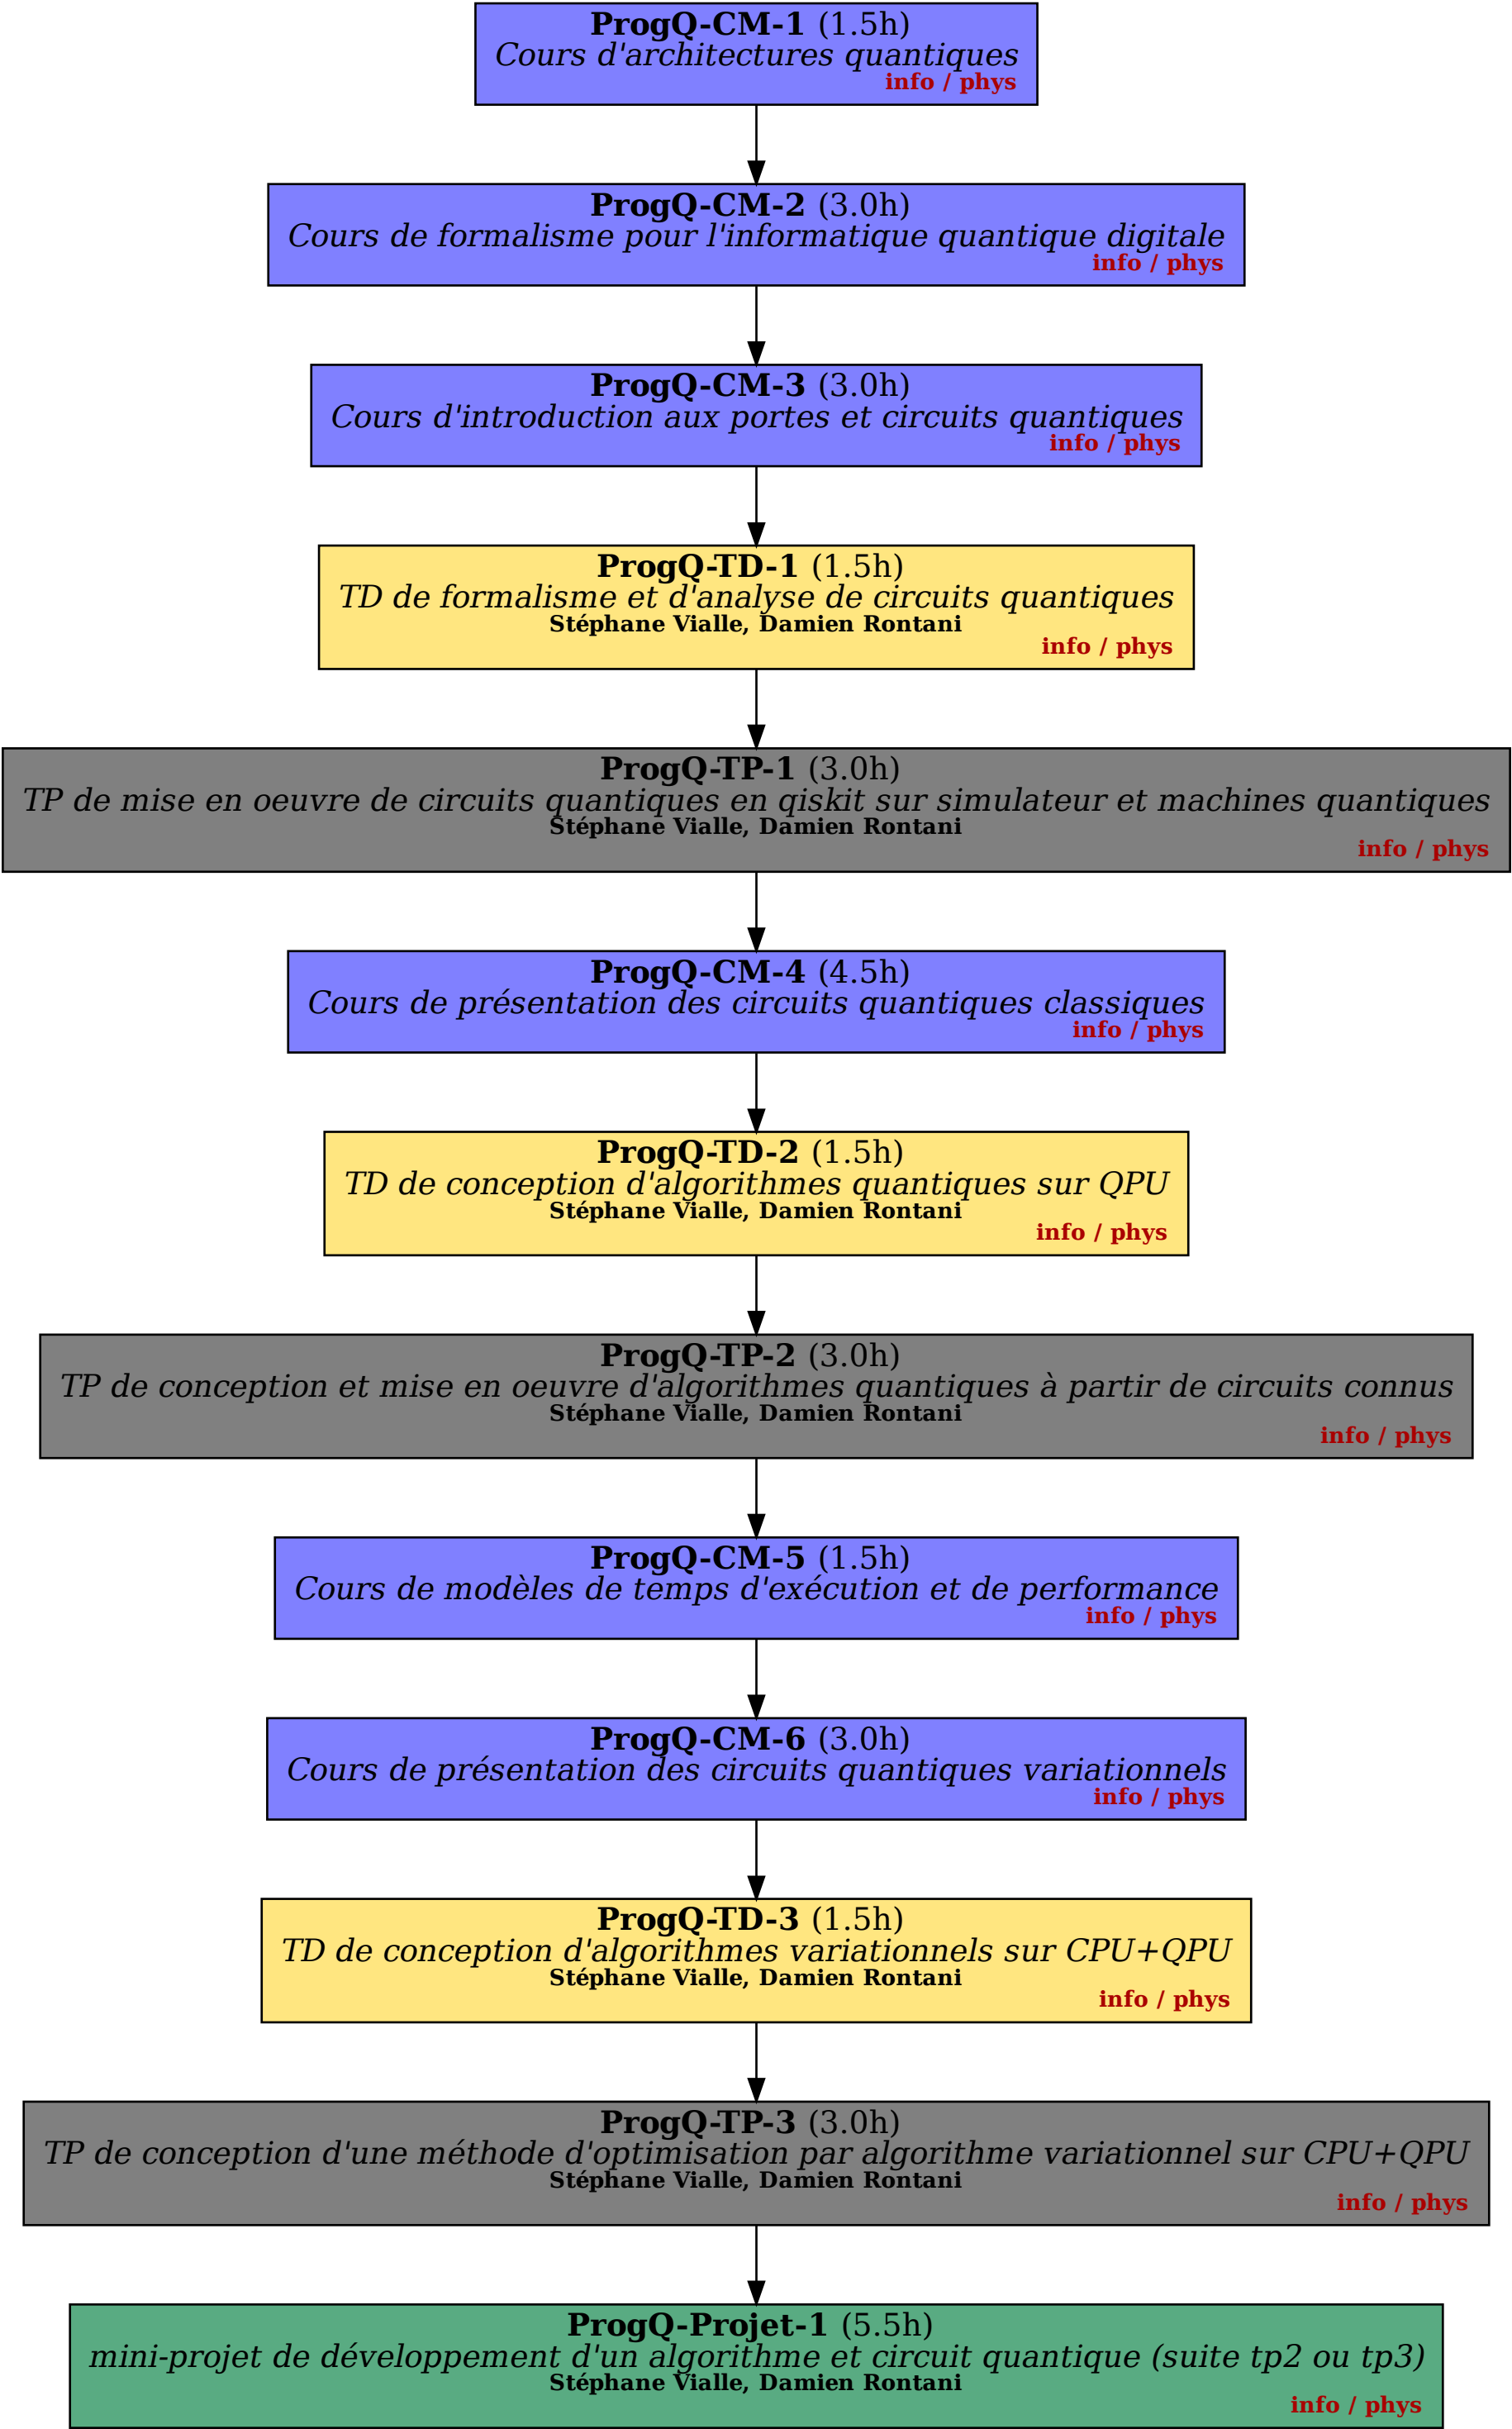 ProgQ-CM-1 (1.5h)
Cours d'architectures quantiques
info / phys
ProgQ-CM-2 (3.0h)
Cours de formalisme pour l'informatique quantique digitale
info / phys
ProgQ-CM-3 (3.0h)
Cours d'introduction aux portes et circuits quantiques
info / phys
ProgQ-TD-1 (1.5h)
TD de formalisme et d'analyse de circuits quantiques
Stéphane Vialle, Damien Rontani
info / phys
ProgQ-TP-1 (3.0h)
TP de mise en oeuvre de circuits quantiques en qiskit sur simulateur et machines quantiques
Stéphane Vialle, Damien Rontani
info / phys
ProgQ-CM-4 (4.5h)
Cours de présentation des circuits quantiques classiques
info / phys
ProgQ-TD-2 (1.5h)
TD de conception d'algorithmes quantiques sur QPU
Stéphane Vialle, Damien Rontani
info / phys
ProgQ-TP-2 (3.0h)
TP de conception et mise en oeuvre d'algorithmes quantiques à partir de circuits connus
Stéphane Vialle, Damien Rontani
info / phys
ProgQ-CM-5 (1.5h)
Cours de modèles de temps d'exécution et de performance
info / phys
ProgQ-CM-6 (3.0h)
Cours de présentation des circuits quantiques variationnels
info / phys
ProgQ-TD-3 (1.5h)
TD de conception d'algorithmes variationnels sur CPU+QPU
Stéphane Vialle, Damien Rontani
info / phys
ProgQ-TP-3 (3.0h)
TP de conception d'une méthode d'optimisation par algorithme variationnel sur CPU+QPU
Stéphane Vialle, Damien Rontani
info / phys
ProgQ-Projet-1 (5.5h)
mini-projet de développement d'un algorithme et circuit quantique (suite tp2 ou tp3)
Stéphane Vialle, Damien Rontani
info / phys